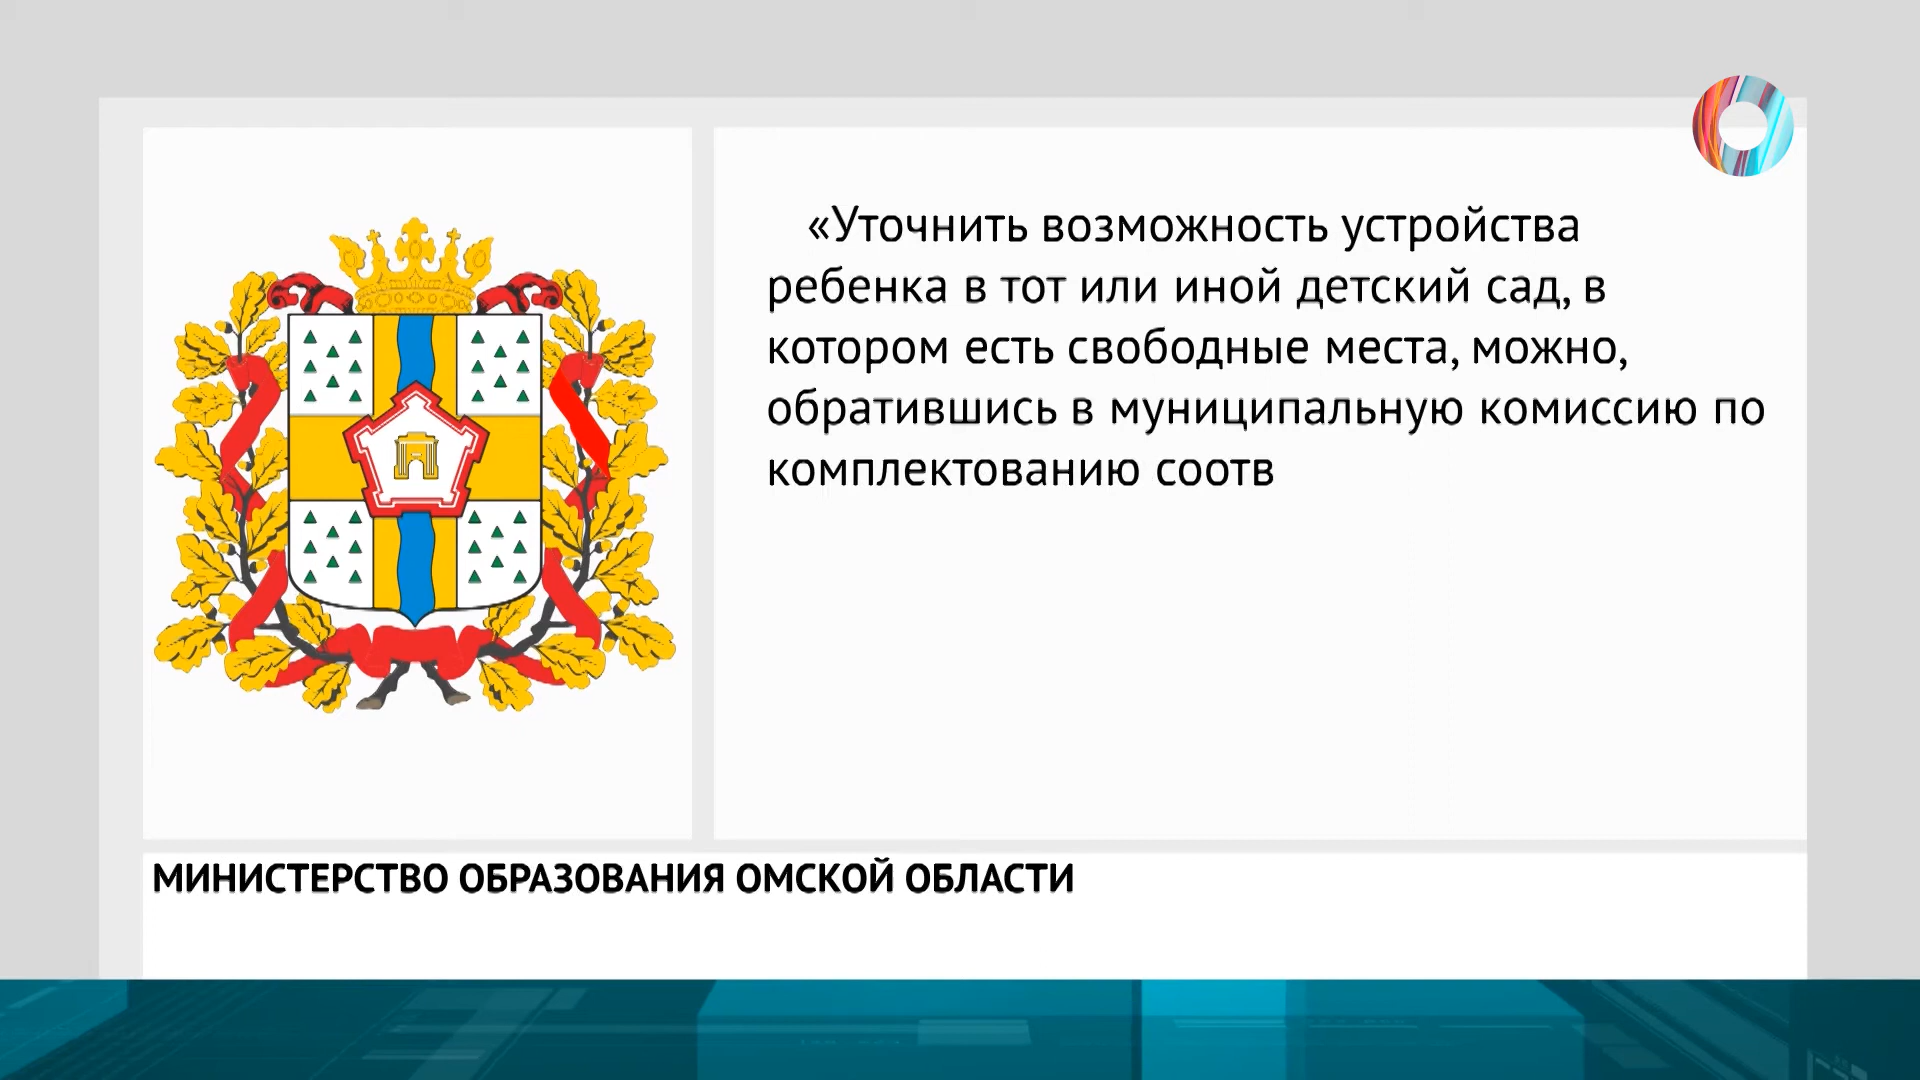 «Уточнить возможность устройства
ребенка в тот или иной детский сад, в
котором есть свободные места, можно,
обратившись в муниципальную комиссию по
комплектованию соотв
МИНИСТЕРСТВО ОБРАЗОВАНИЯ ОМСКОЙ ОБЛАСТИ